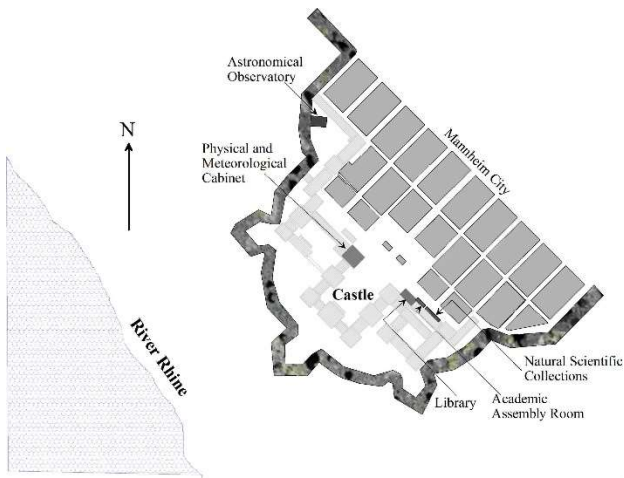 Astronomical
Observatory
N
Physical and
Meteorological
Cabinet
Mannheim City
Castle
River Rhine
Natural Scientific
Collections
Library
Academic
Assembly Room